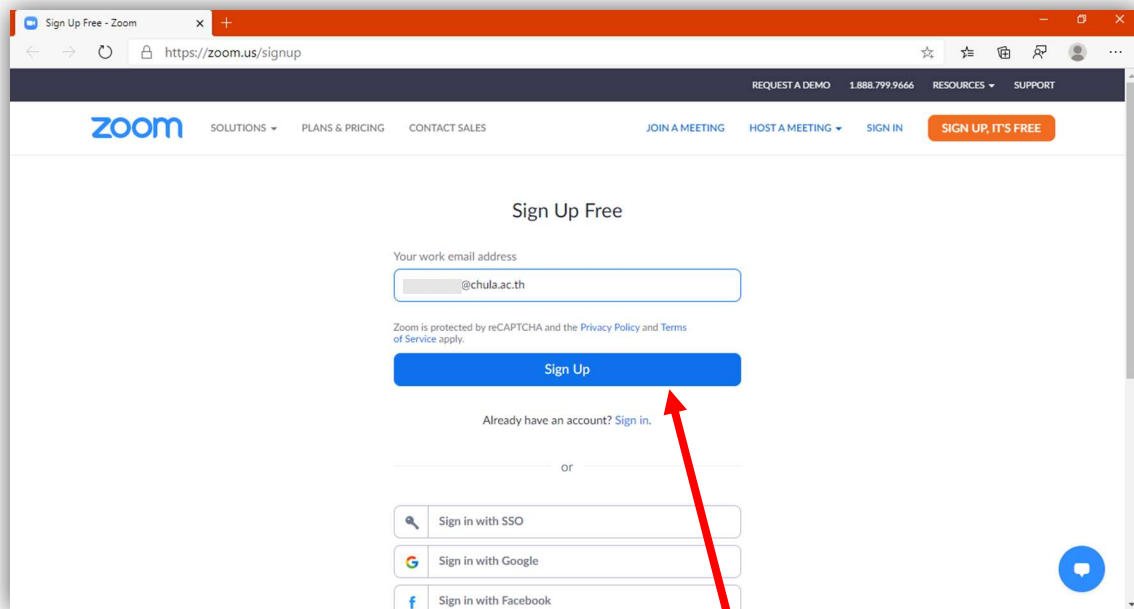 Sign Up Free - Zoom
https://zoom.us/signup
REQUEST A DEMO 1.888.799.9666 RESOURCES SUPPORT
zoom SOLUTIONS PLANS & PRICING CONTACT SALES JOIN A MEETING HOST A MEETING SIGN IN SIGN UP, IT'S FREE
Sign Up Free
Your work email address
@chula.ac.th
Zoom is protected by reCAPTCHA and the Privacy Policy and Terms
of Service apply.
Sign Up
Already have an account? Sign in.
or
Sign in with SSO
Sign in with Google
Sign in with Facebook